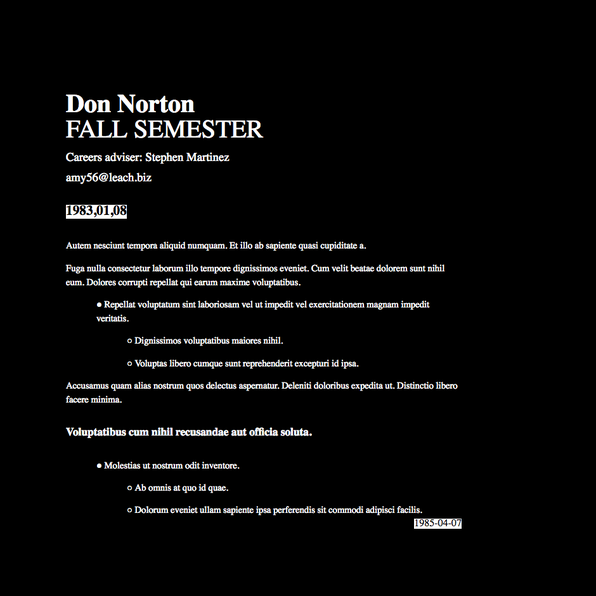 Don Norton
FALL SEMESTER
Careers adviser: Stephen Martinez
amy56@leach.biz
1983,01,08
Autem nesciunt tempora aliquid numquam. Et illo ab sapiente quasi cupiditate a.
Fuga nulla consectetur laborum illo tempore dignissimos eveniet. Cum velit beatae dolorem sunt nihil
eum. Dolores corrupti repellat qui earum maxime voluptatibus.
● Repellat voluptatum sint laboriosam vel ut impedit vel exercitationem magnam impedit
veritatis.
○ Dignissimos voluptatibus maiores nihil.
○ Voluptas libero cumque sunt reprehenderit excepturi id ipsa.
Accusamus quam alias nostrum quos delectus aspernatur. Deleniti doloribus expedita ut. Distinctio libero
facere minima.
Voluptatibus cum nihil recusandae aut officia soluta.
● Molestias ut nostrum odit inventore.
○ Ab omnis at quo id quae.
○ Dolorum eveniet ullam sapiente ipsa perferendis sit commodi adipisci facilis.
1985-04-07